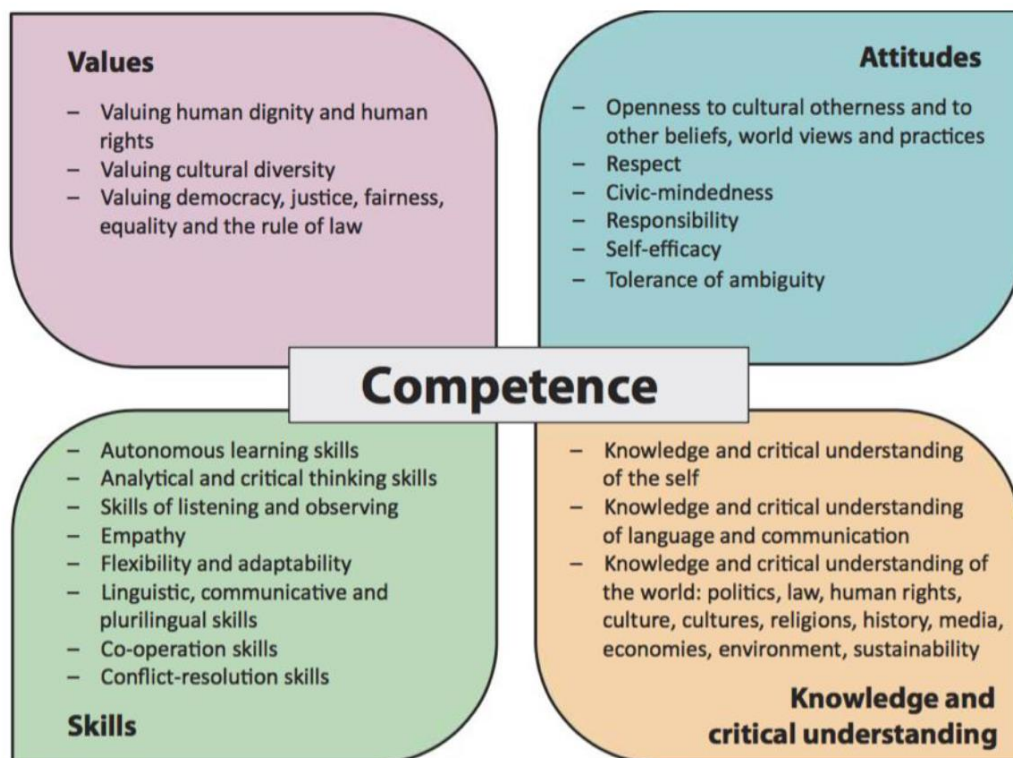 Values
– Valuing human dignity and human
rights
– Valuing cultural diversity
– Valuing democracy, justice, fairness,
equality and the rule of law
Attitudes
– Openness to cultural otherness and to
other beliefs, world views and practices
– Respect
– Civic-mindedness
– Responsibility
– Self-efficacy
– Tolerance of ambiguity
Competence
– Autonomous learning skills
– Analytical and critical thinking skills
– Skills of listening and observing
– Empathy
– Flexibility and adaptability
– Linguistic, communicative and
plurilingual skills
– Co-operation skills
– Conflict-resolution skills
Skills
– Knowledge and critical understanding
of the self
– Knowledge and critical understanding
of language and communication
– Knowledge and critical understanding of
the world: politics, law, human rights,
culture, cultures, religions, history, media,
economies, environment, sustainability
Knowledge and
critical understanding